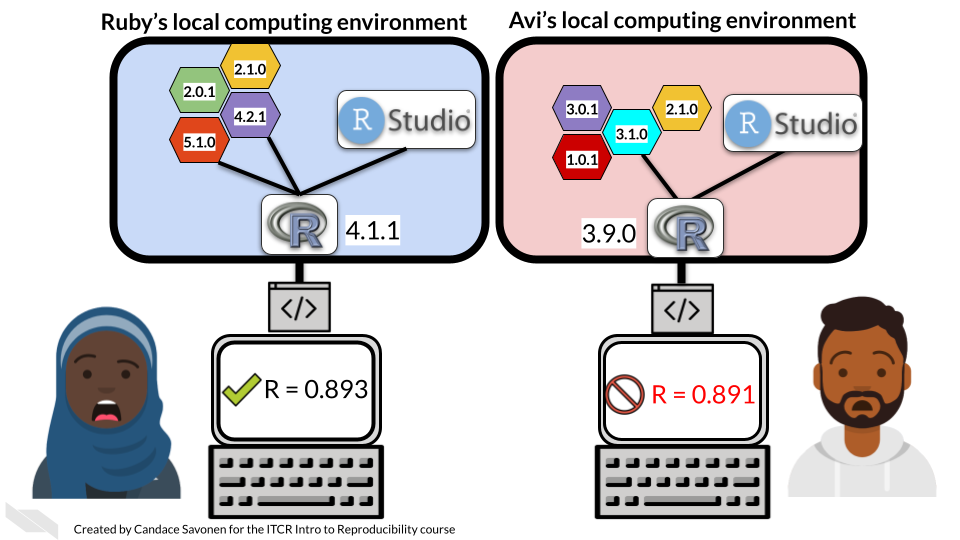 Ruby’s local computing environment
2.1.0
2.0.1
4.2.1
5.1.0
R Studio
R
4.1.1
</>
R = 0.893
Avi’s local computing environment
3.0.1
2.1.0
3.1.0
1.0.1
R Studio
3.9.0
R
</>
R = 0.891
Created by Candace Savonen for the ITCR Intro to Reproducibility course